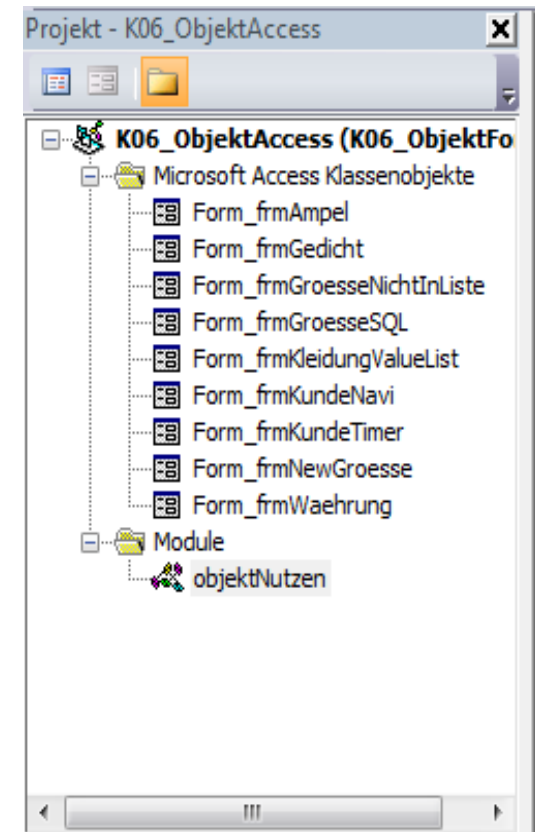 Projekt - K06_ObjektAccess
K06_ObjektAccess (K06_ObjektFo
Microsoft Access Klassenobjekte
Form_frmAmpel
Form_frmGedicht
Form_frmGroesseNichtInListe
Form_frmGroesseSQL
Form_frmKleidungValueList
Form_frmKundeNavi
Form_frmKundeTimer
Form_frmNewGroesse
Form_frmWaehrung
Module
objektNutzen